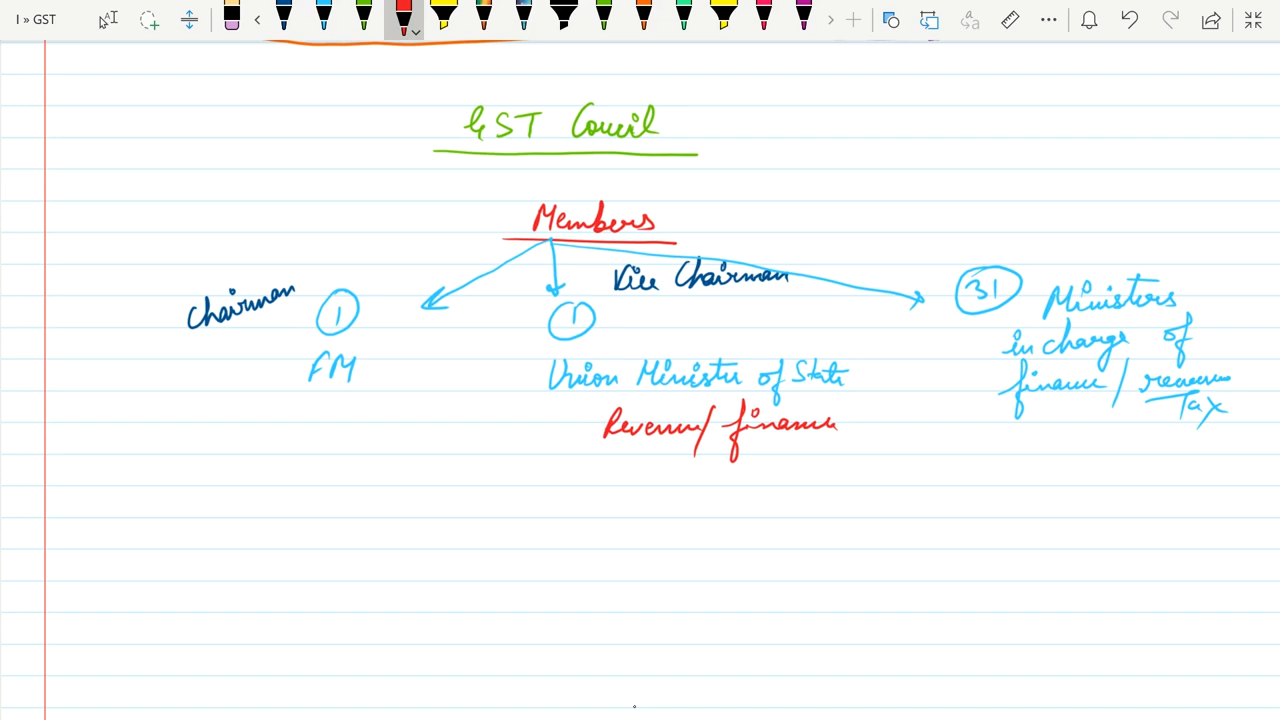 I » GST
GST Council
Members
Vice Chairman
Chairman
1
1
31
Ministers
in charge of
finance / revenue
Tax
FM
Union Minister of State
Revenue/ finance